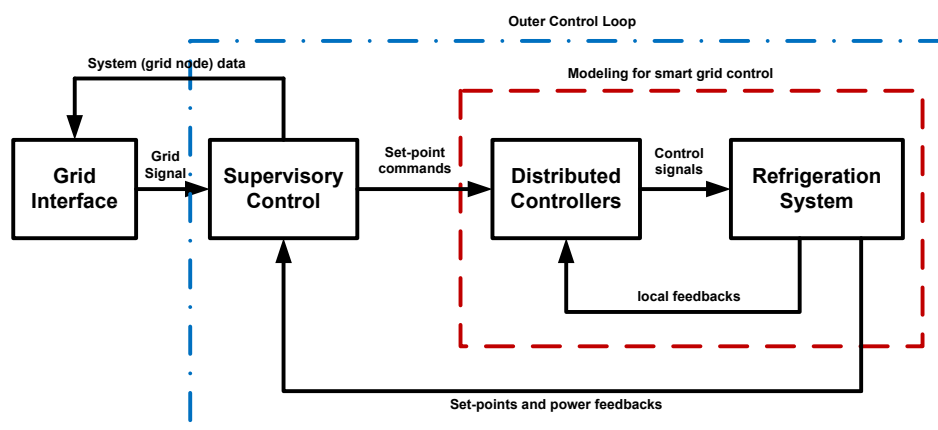 Outer Control Loop
System (grid node) data
Modeling for smart grid control
Grid
Interface
Grid
Signal
Supervisory
Control
Set-point
commands
Distributed
Controllers
Control
signals
Refrigeration
System
local feedbacks
Set-points and power feedbacks